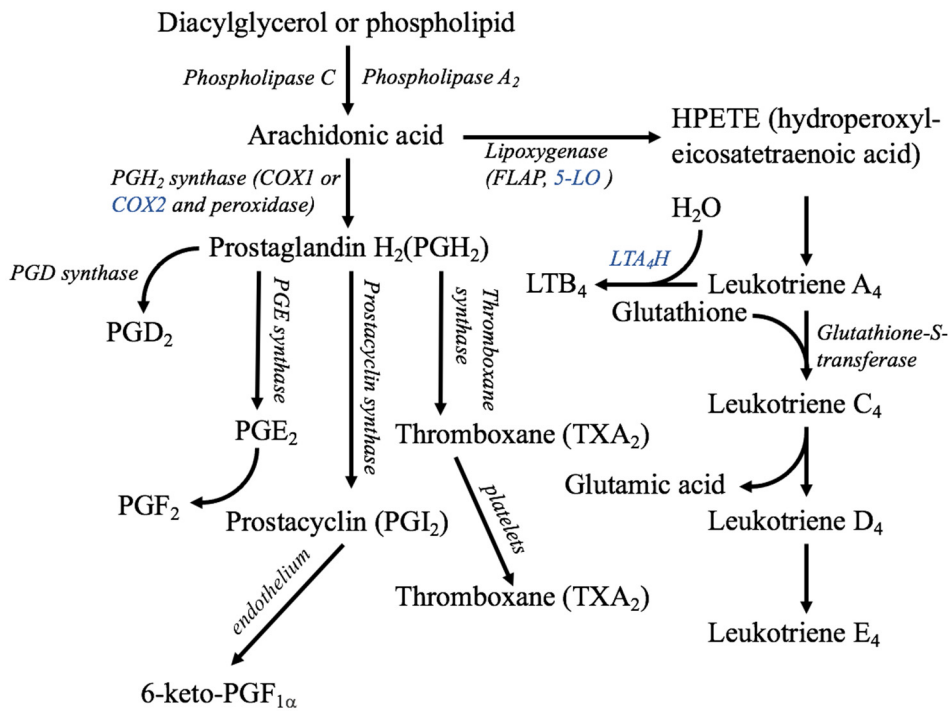 Diacylglycerol or phospholipid
Phospholipase C
Phospholipase A₂
Arachidonic acid
Lipoxygenase
(FLAP, 5-LO )
HPETE (hydroperoxyl-
eicosatetraenoic acid)
PGH₂ synthase (COX1 or
COX2 and peroxidase)
H₂O
Prostaglandin H₂(PGH₂)
PGD synthase
LTA₄H
LTB₄
Leukotriene A₄
Glutathione
PGD₂
PGE synthase
Prostacyclin synthase
Thromboxane
synthase
Glutathione-S-
transferase
Leukotriene C₄
PGE₂
Thromboxane (TXA₂)
Glutamic acid
PGF₂
Prostacyclin (PGI₂)
platelets
Leukotriene D₄
endothelium
Thromboxane (TXA₂)
Leukotriene E₄
6-keto-PGF₁α